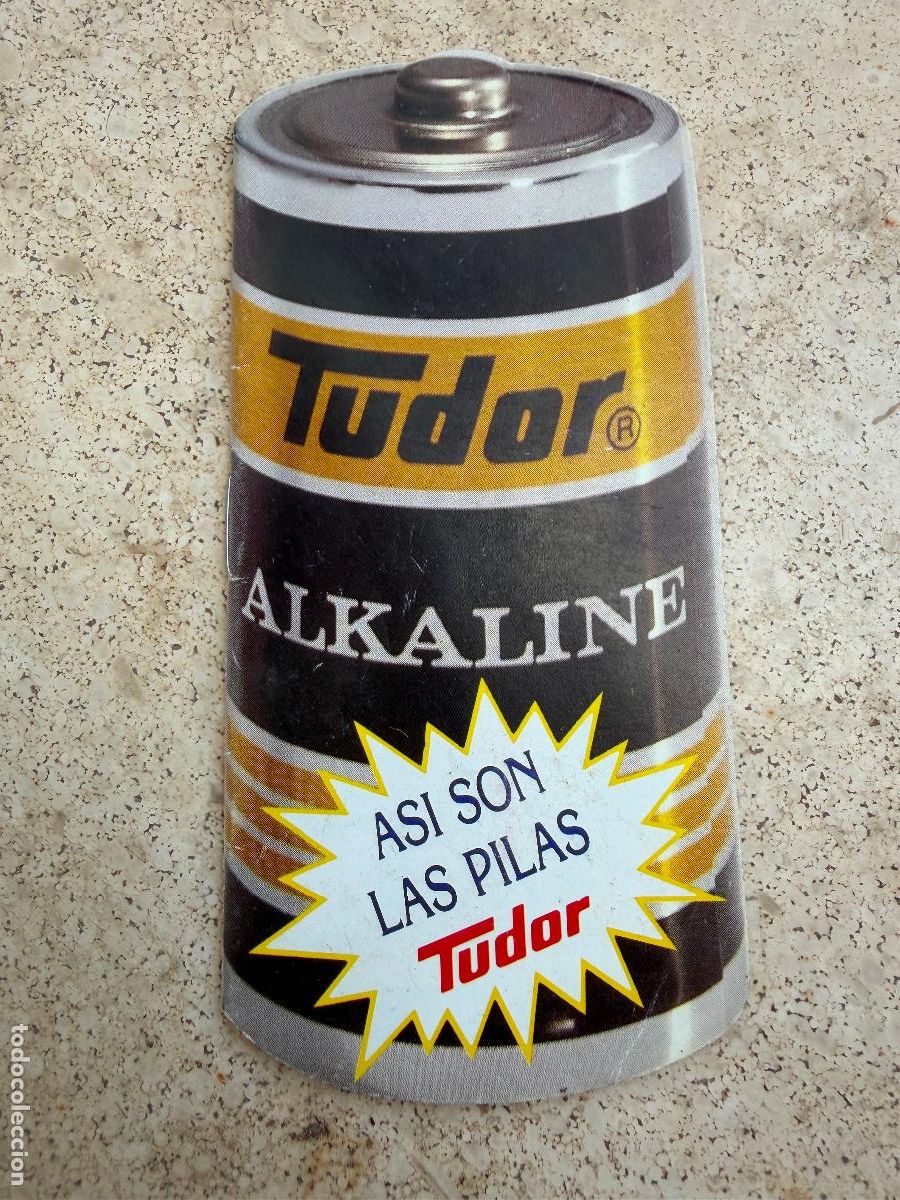 Tudor®
ALKALINE
ASI SON
LAS PILAS
Tudor
todocoleccion